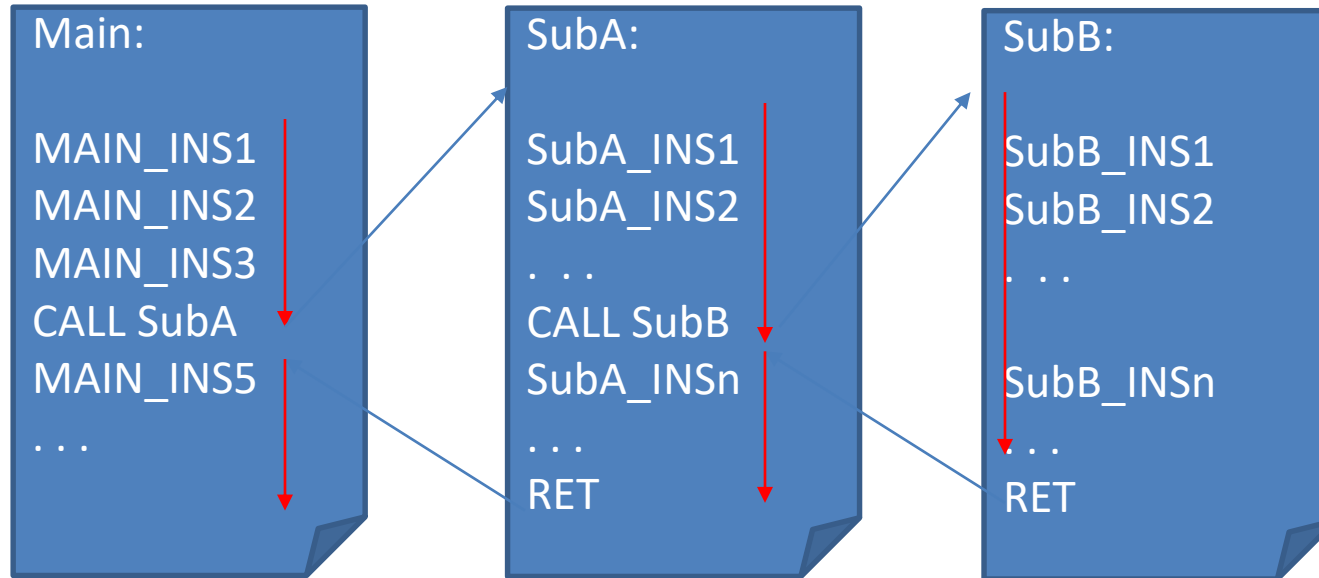 Main:
MAIN_INS1
MAIN_INS2
MAIN_INS3
CALL SubA
MAIN_INS5
. . .
SubA:
SubA_INS1
SubA_INS2
. . .
CALL SubB
SubA_INSn
. . .
RET
SubB:
SubB_INS1
SubB_INS2
. . .
SubB_INSn
. . .
RET